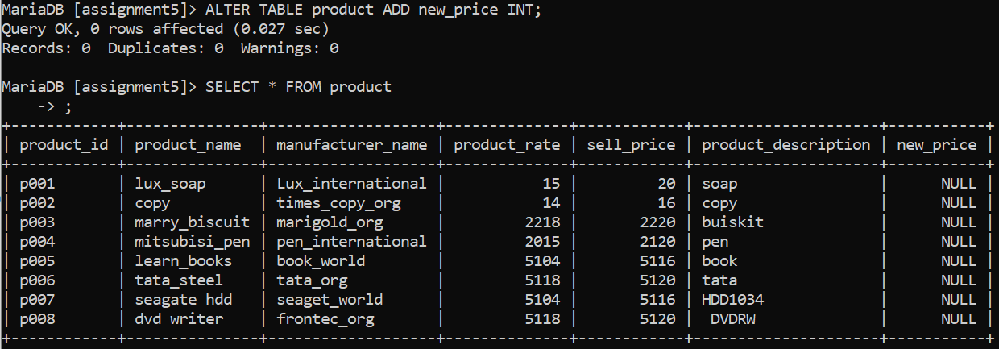 MariaDB [assignment5]> ALTER TABLE product ADD new_price INT;
Query OK, 0 rows affected (0.027 sec)
Records: 0  Duplicates: 0  Warnings: 0

MariaDB [assignment5]> SELECT * FROM product
    -> ;
+------------+---------------+-------------------+--------------+------------+---------------------+-----------+
| product_id | product_name  | manufacturer_name | product_rate | sell_price | product_description | new_price |
+------------+---------------+-------------------+--------------+------------+---------------------+-----------+
| p001       | lux_soap      | Lux_international |           15 |         20 | soap                |      NULL |
| p002       | copy          | times_copy_org    |           14 |         16 | copy                |      NULL |
| p003       | marry_biscuit | marigold_org      |         2218 |       2220 | buiskit             |      NULL |
| p004       | mitsubisi_pen | pen_international |         2015 |       2120 | pen                 |      NULL |
| p005       | learn_books   | book_world        |         5104 |       5116 | book                |      NULL |
| p006       | tata_steel    | tata_org          |         5118 |       5120 | tata                |      NULL |
| p007       | seagate hdd   | seaget_world      |         5104 |       5116 | HDD1034             |      NULL |
| p008       | dvd writer    | frontec_org       |         5118 |       5120 |  DVDRW              |      NULL |
+------------+---------------+-------------------+--------------+------------+---------------------+-----------+